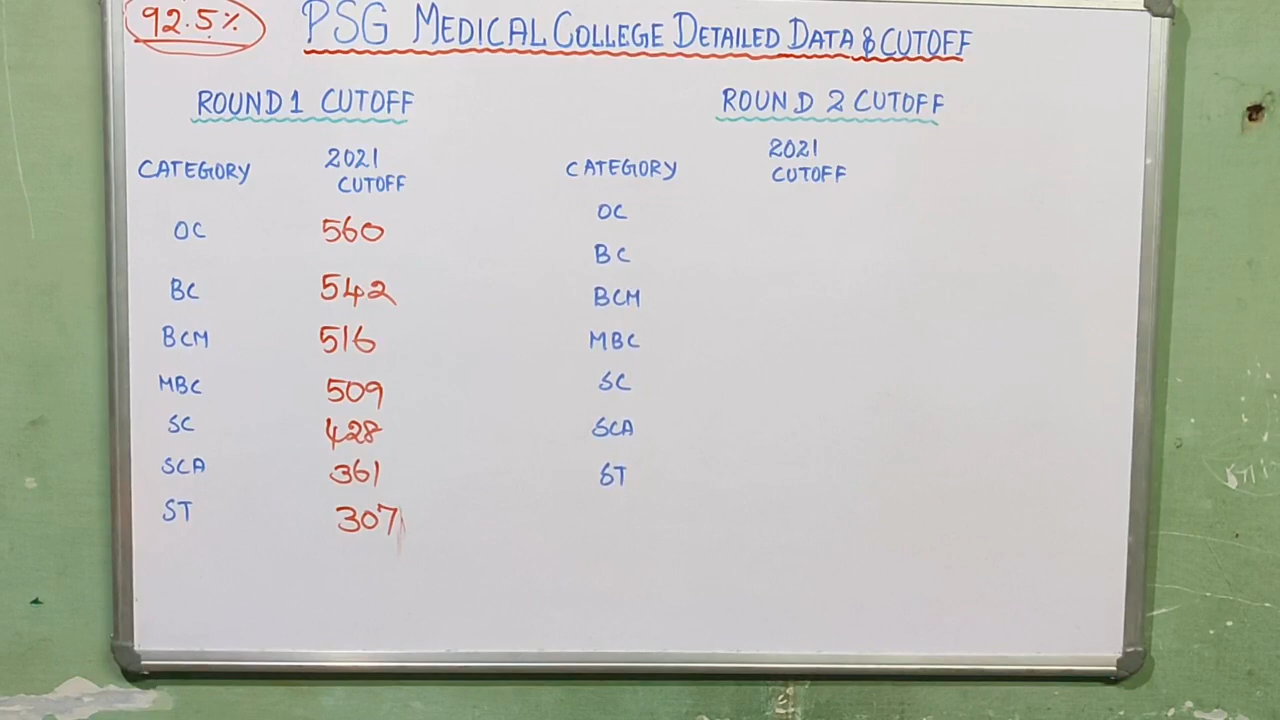 92.5%
PSG MEDICAL COLLEGE DETAILED DATA & CUTOFF
ROUND 1 CUTOFF
CATEGORY 2021 CUTOFF
OC 560
BC 542
BCM 516
MBC 509
SC 428
SCA 361
ST 307
ROUND 2 CUTOFF
CATEGORY 2021 CUTOFF
OC
BC
BCM
MBC
SC
SCA
ST